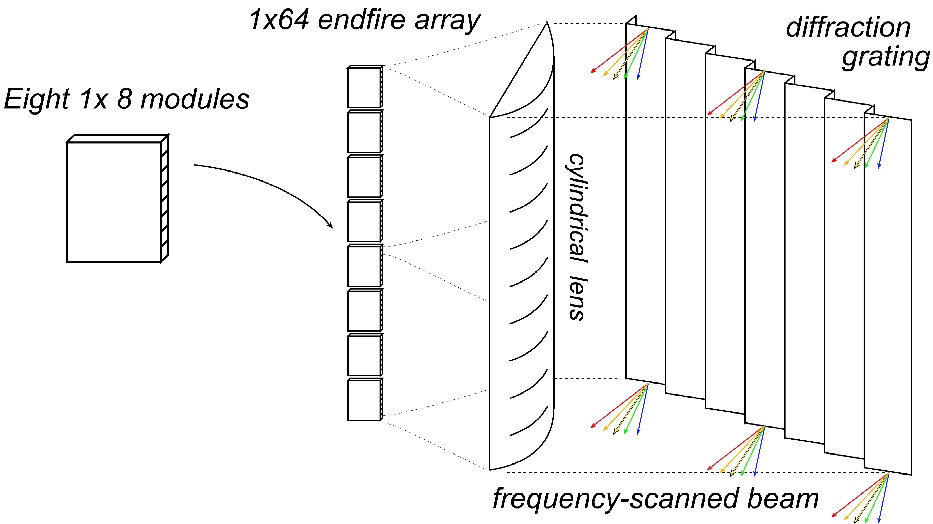 1x64 endfire array
diffraction
grating
Eight 1x 8 modules
cylindrical lens
frequency-scanned beam